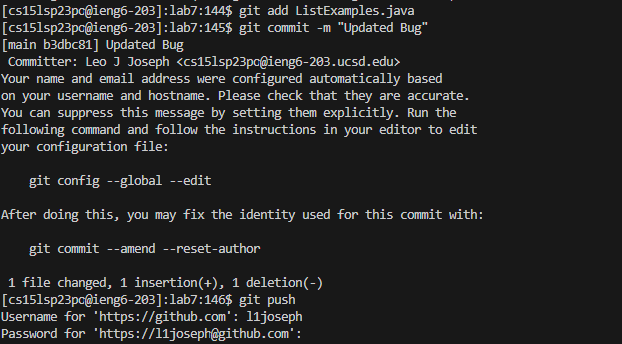 [cs15lsp23pc@ieng6-203]:lab7:144$ git add ListExamples.java
[cs15lsp23pc@ieng6-203]:lab7:145$ git commit -m "Updated Bug"
[main b3dbc81] Updated Bug
 Committer: Leo J Joseph <cs15lsp23pc@ieng6-203.ucsd.edu>
Your name and email address were configured automatically based
on your username and hostname. Please check that they are accurate.
You can suppress this message by setting them explicitly. Run the
following command and follow the instructions in your editor to edit
your configuration file:

    git config --global --edit

After doing this, you may fix the identity used for this commit with:

    git commit --amend --reset-author

 1 file changed, 1 insertion(+), 1 deletion(-)
[cs15lsp23pc@ieng6-203]:lab7:146$ git push
Username for 'https://github.com': l1joseph
Password for 'https://l1joseph@github.com':